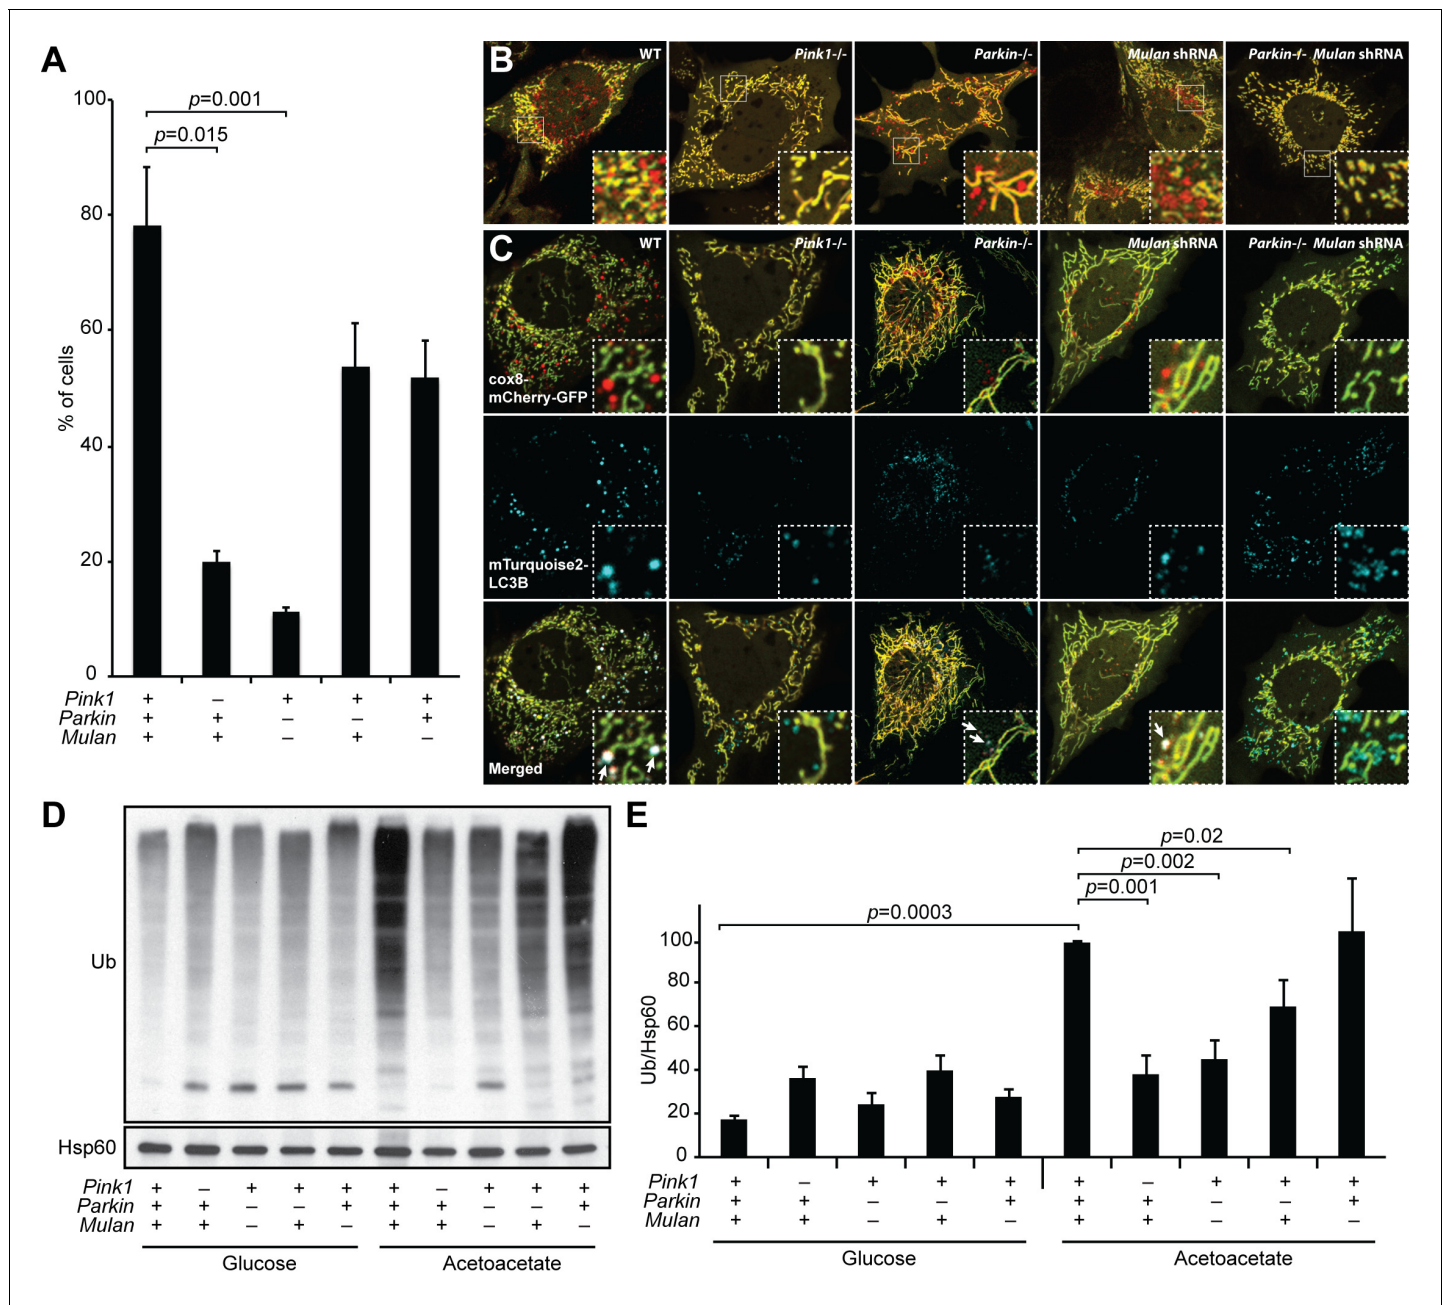 A
% of cells
100
80
60
40
20
0
p=0.001
p=0.015
Pink1 + – + + +
Parkin + + – – +
Mulan + + – + –
B
WT
Pink1-/-
Parkin-/-
Mulan shRNA
Parkin-/- Mulan shRNA
C
WT
Pink1-/-
Parkin-/-
Mulan shRNA
Parkin-/- Mulan shRNA
cox8-
mCherry-GFP
mTurquoise2-
LC3B
Merged
D
Ub
Hsp60
Pink1 + – + + + + – + + +
Parkin + + – – + + + – – +
Mulan + + – + – + + – + –
Glucose Acetoacetate
E
Ub/Hsp60
100
80
60
40
20
0
p=0.02
p=0.002
p=0.001
p=0.0003
Pink1 + – + + + + – + + +
Parkin + + – – + + + – – +
Mulan + + – + – + + – + –
Glucose Acetoacetate